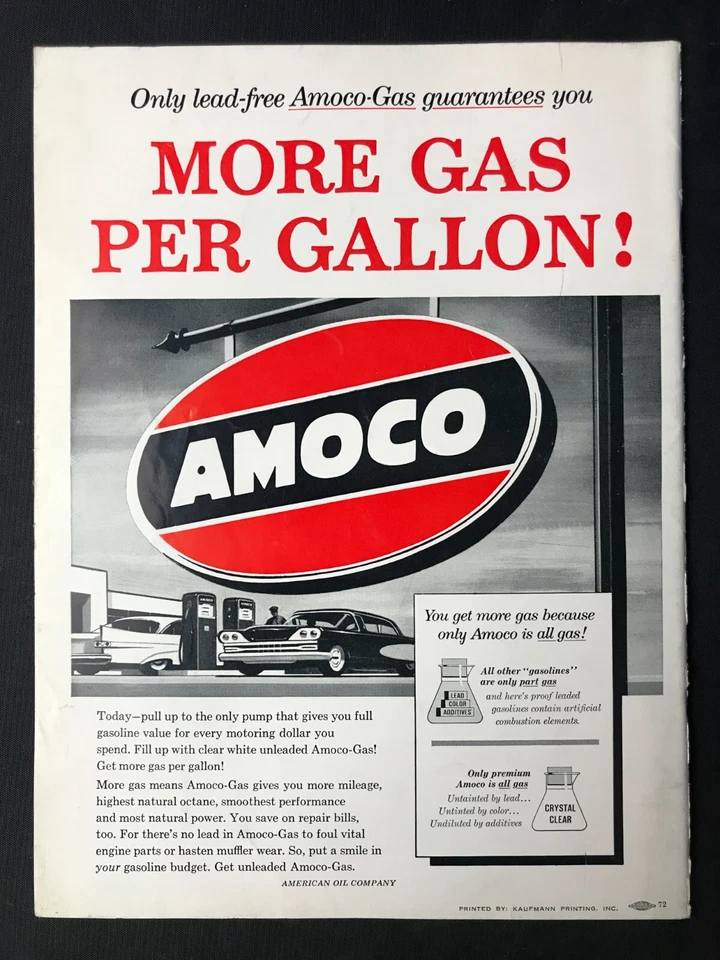 Only lead-free Amoco-Gas guarantees you
MORE GAS
PER GALLON!
AMOCO
You get more gas because
only Amoco is all gas!
All other "gasolines"
are only part gas
and here's proof leaded
gasolines contain artificial
combustion elements.
LEAD
COLOR
ADDITIVES
Only premium
Amoco is all gas
Untainted by lead...
Untinted by color...
Undiluted by additives
CRYSTAL
CLEAR
Today—pull up to the only pump that gives you full
gasoline value for every motoring dollar you
spend. Fill up with clear white unleaded Amoco-Gas!
Get more gas per gallon!
More gas means Amoco-Gas gives you more mileage,
highest natural octane, smoothest performance
and most natural power. You save on repair bills,
too. For there's no lead in Amoco-Gas to foul vital
engine parts or hasten muffler wear. So, put a smile in
your gasoline budget. Get unleaded Amoco-Gas.
AMERICAN OIL COMPANY
PRINTED BY: KAUFMANN PRINTING, INC.
72